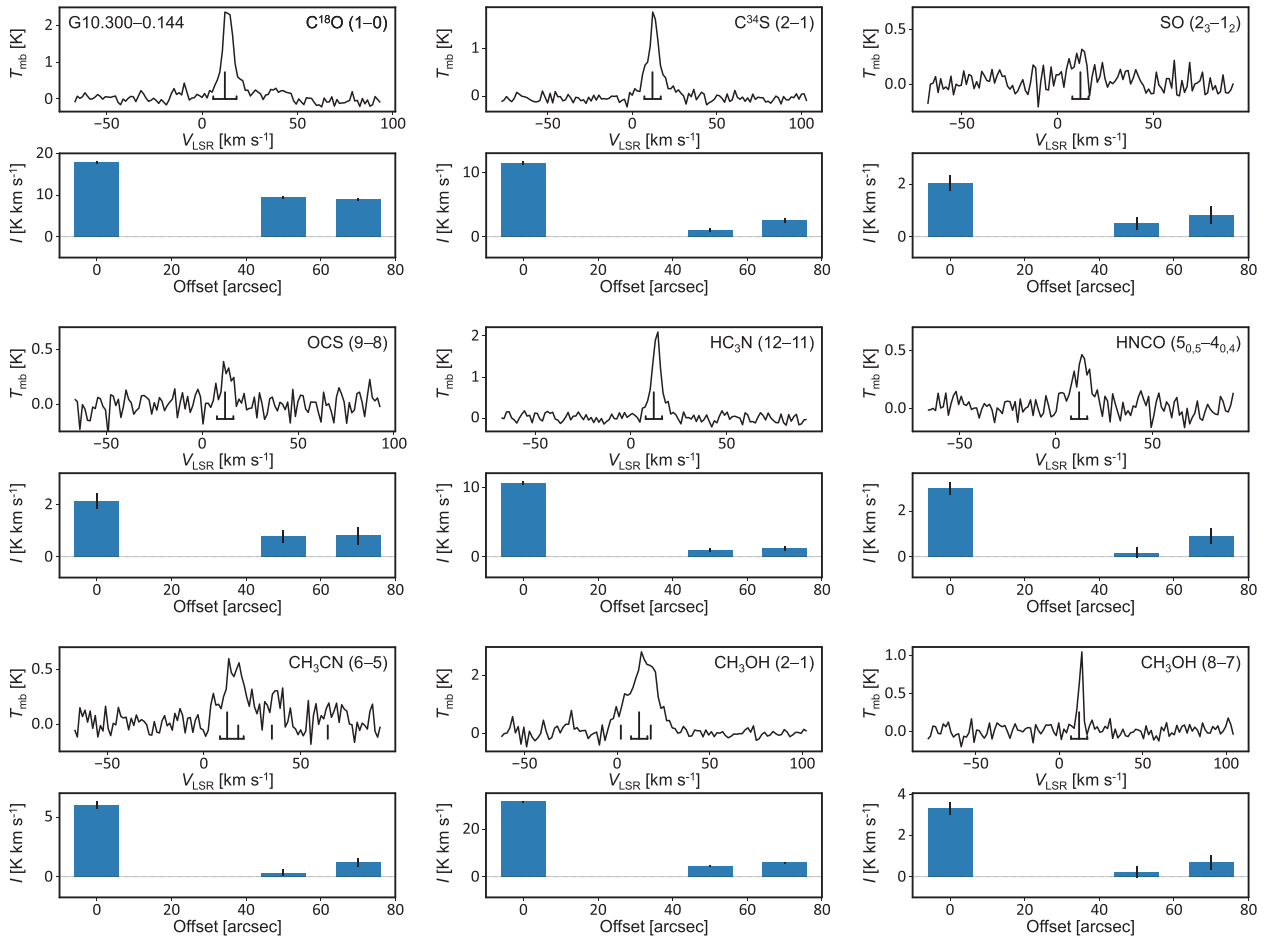 G10.300–0.144 C¹⁸O (1–0)
T_mb [K]
2
1
0
−50 0 50 100
V_LSR [km s⁻¹]
I [K km s⁻¹]
20
10
0
0 20 40 60 80
Offset [arcsec]
C³⁴S (2–1)
T_mb [K]
1
0
−50 0 50 100
V_LSR [km s⁻¹]
I [K km s⁻¹]
10
0
0 20 40 60 80
Offset [arcsec]
SO (2₃–1₂)
T_mb [K]
0.5
0.0
−50 0 50
V_LSR [km s⁻¹]
I [K km s⁻¹]
2
0
0 20 40 60 80
Offset [arcsec]
OCS (9–8)
T_mb [K]
0.5
0.0
−50 0 50 100
V_LSR [km s⁻¹]
I [K km s⁻¹]
2
0
0 20 40 60 80
Offset [arcsec]
HC₃N (12–11)
T_mb [K]
2
1
0
−50 0 50
V_LSR [km s⁻¹]
I [K km s⁻¹]
10
0
0 20 40 60 80
Offset [arcsec]
HNCO (5₀,₅–4₀,₄)
T_mb [K]
0.5
0.0
−50 0 50
V_LSR [km s⁻¹]
I [K km s⁻¹]
2
0
0 20 40 60 80
Offset [arcsec]
CH₃CN (6–5)
T_mb [K]
0.5
0.0
−50 0 50
V_LSR [km s⁻¹]
I [K km s⁻¹]
5
0
0 20 40 60 80
Offset [arcsec]
CH₃OH (2–1)
T_mb [K]
2
0
−50 0 50 100
V_LSR [km s⁻¹]
I [K km s⁻¹]
20
0
0 20 40 60 80
Offset [arcsec]
CH₃OH (8–7)
T_mb [K]
1.0
0.5
0.0
−50 0 50 100
V_LSR [km s⁻¹]
I [K km s⁻¹]
4
2
0
0 20 40 60 80
Offset [arcsec]